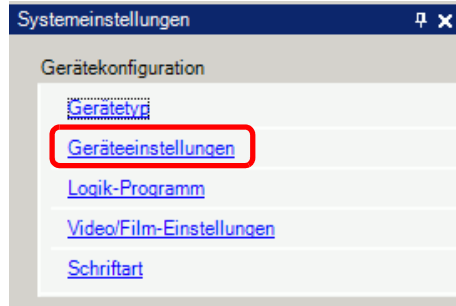 Systemeinstellungen
Gerätekonfiguration
Gerätetyp
Geräteeinstellungen
Logik-Programm
Video/Film-Einstellungen
Schriftart